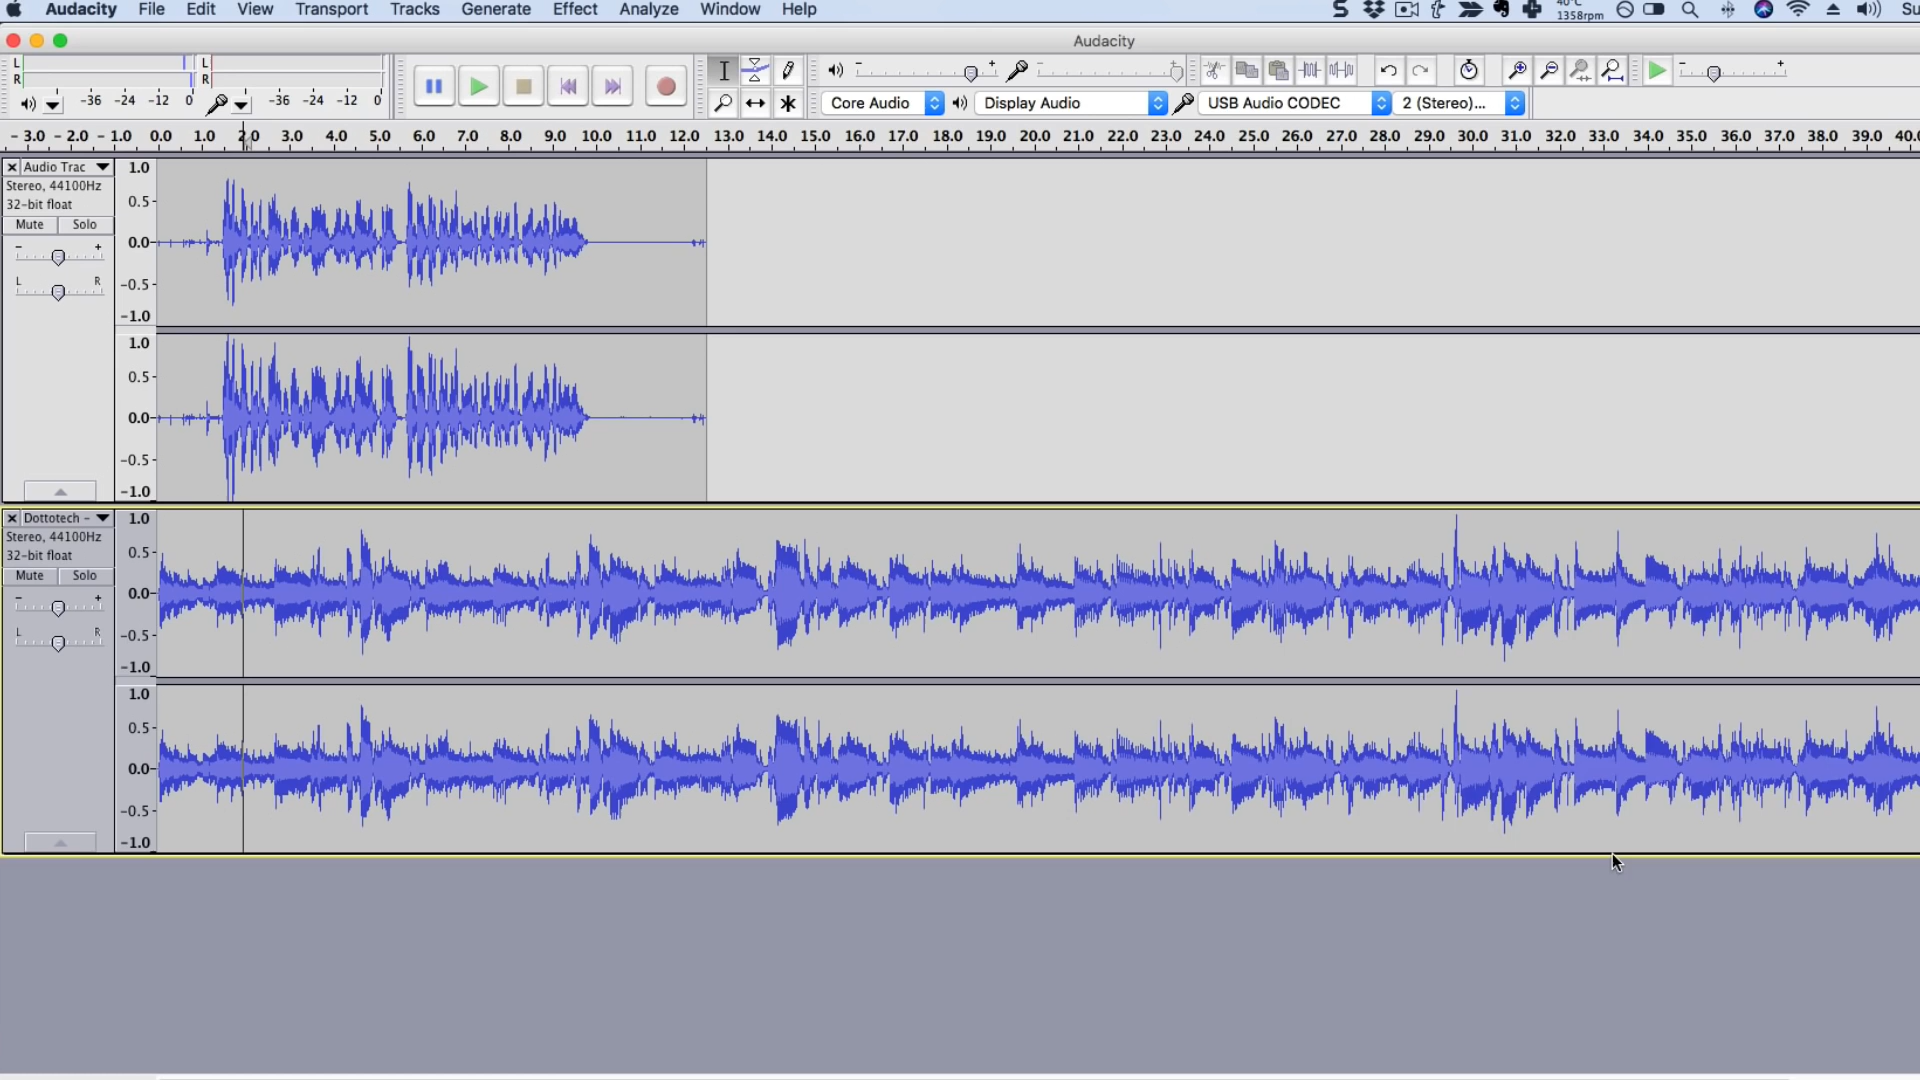 Audacity File Edit View Transport Tracks Generate Effect Analyze Window Help
40°C
1358rpm
Su
Audacity
L L
R R
-36 -24 -12 0 -36 -24 -12 0
Core Audio Display Audio USB Audio CODEC 2 (Stereo)...
- 3.0 - 2.0 - 1.0 0.0 1.0 2.0 3.0 4.0 5.0 6.0 7.0 8.0 9.0 10.0 11.0 12.0 13.0 14.0 15.0 16.0 17.0 18.0 19.0 20.0 21.0 22.0 23.0 24.0 25.0 26.0 27.0 28.0 29.0 30.0 31.0 32.0 33.0 34.0 35.0 36.0 37.0 38.0 39.0 40.0
Audio Trac
Stereo, 44100Hz
32-bit float
Mute Solo
- +
L R
1.0
0.5-
0.0-
-0.5-
-1.0
1.0
0.5-
0.0-
-0.5-
-1.0
Dottotech -
Stereo, 44100Hz
32-bit float
Mute Solo
- +
L R
1.0
0.5-
0.0-
-0.5-
-1.0
1.0
0.5-
0.0-
-0.5-
-1.0